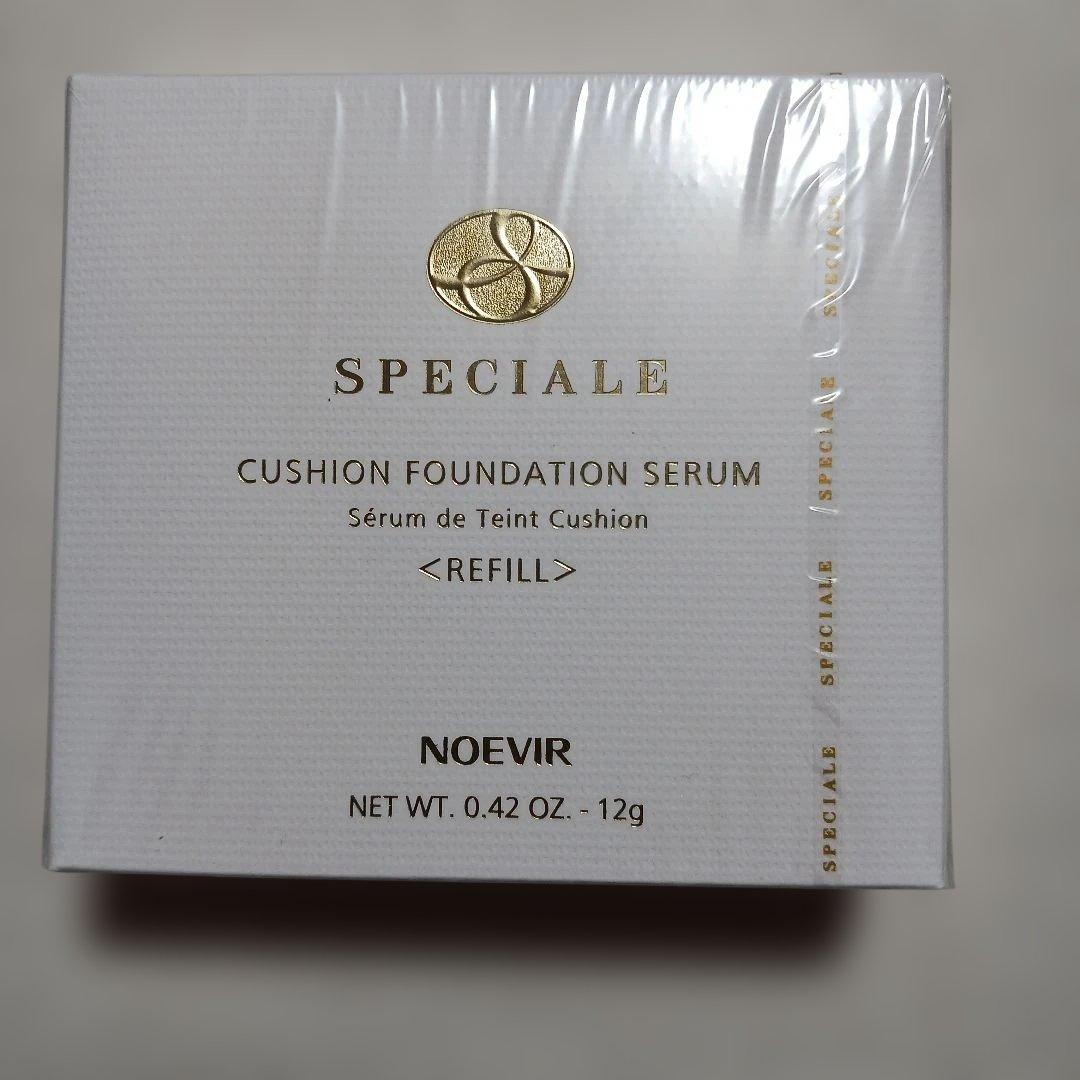 SPECIALE
CUSHION FOUNDATION SERUM
Sérum de Teint Cushion
<REFILL>
NOEVIR
NET WT. 0.42 OZ. - 12g
SPECIALE SPECIALE SPECIALE SPECIALE